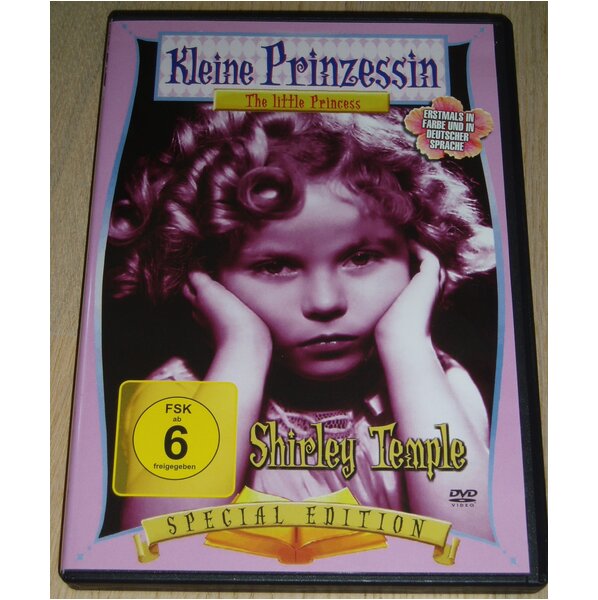 Kleine Prinzessin
The little Princess
ERSTMALS IN
FARBE UND IN
DEUTSCHER
SPRACHE
FSK
ab
6
freigegeben
Shirley Temple
DVD
VIDEO
SPECIAL EDITION